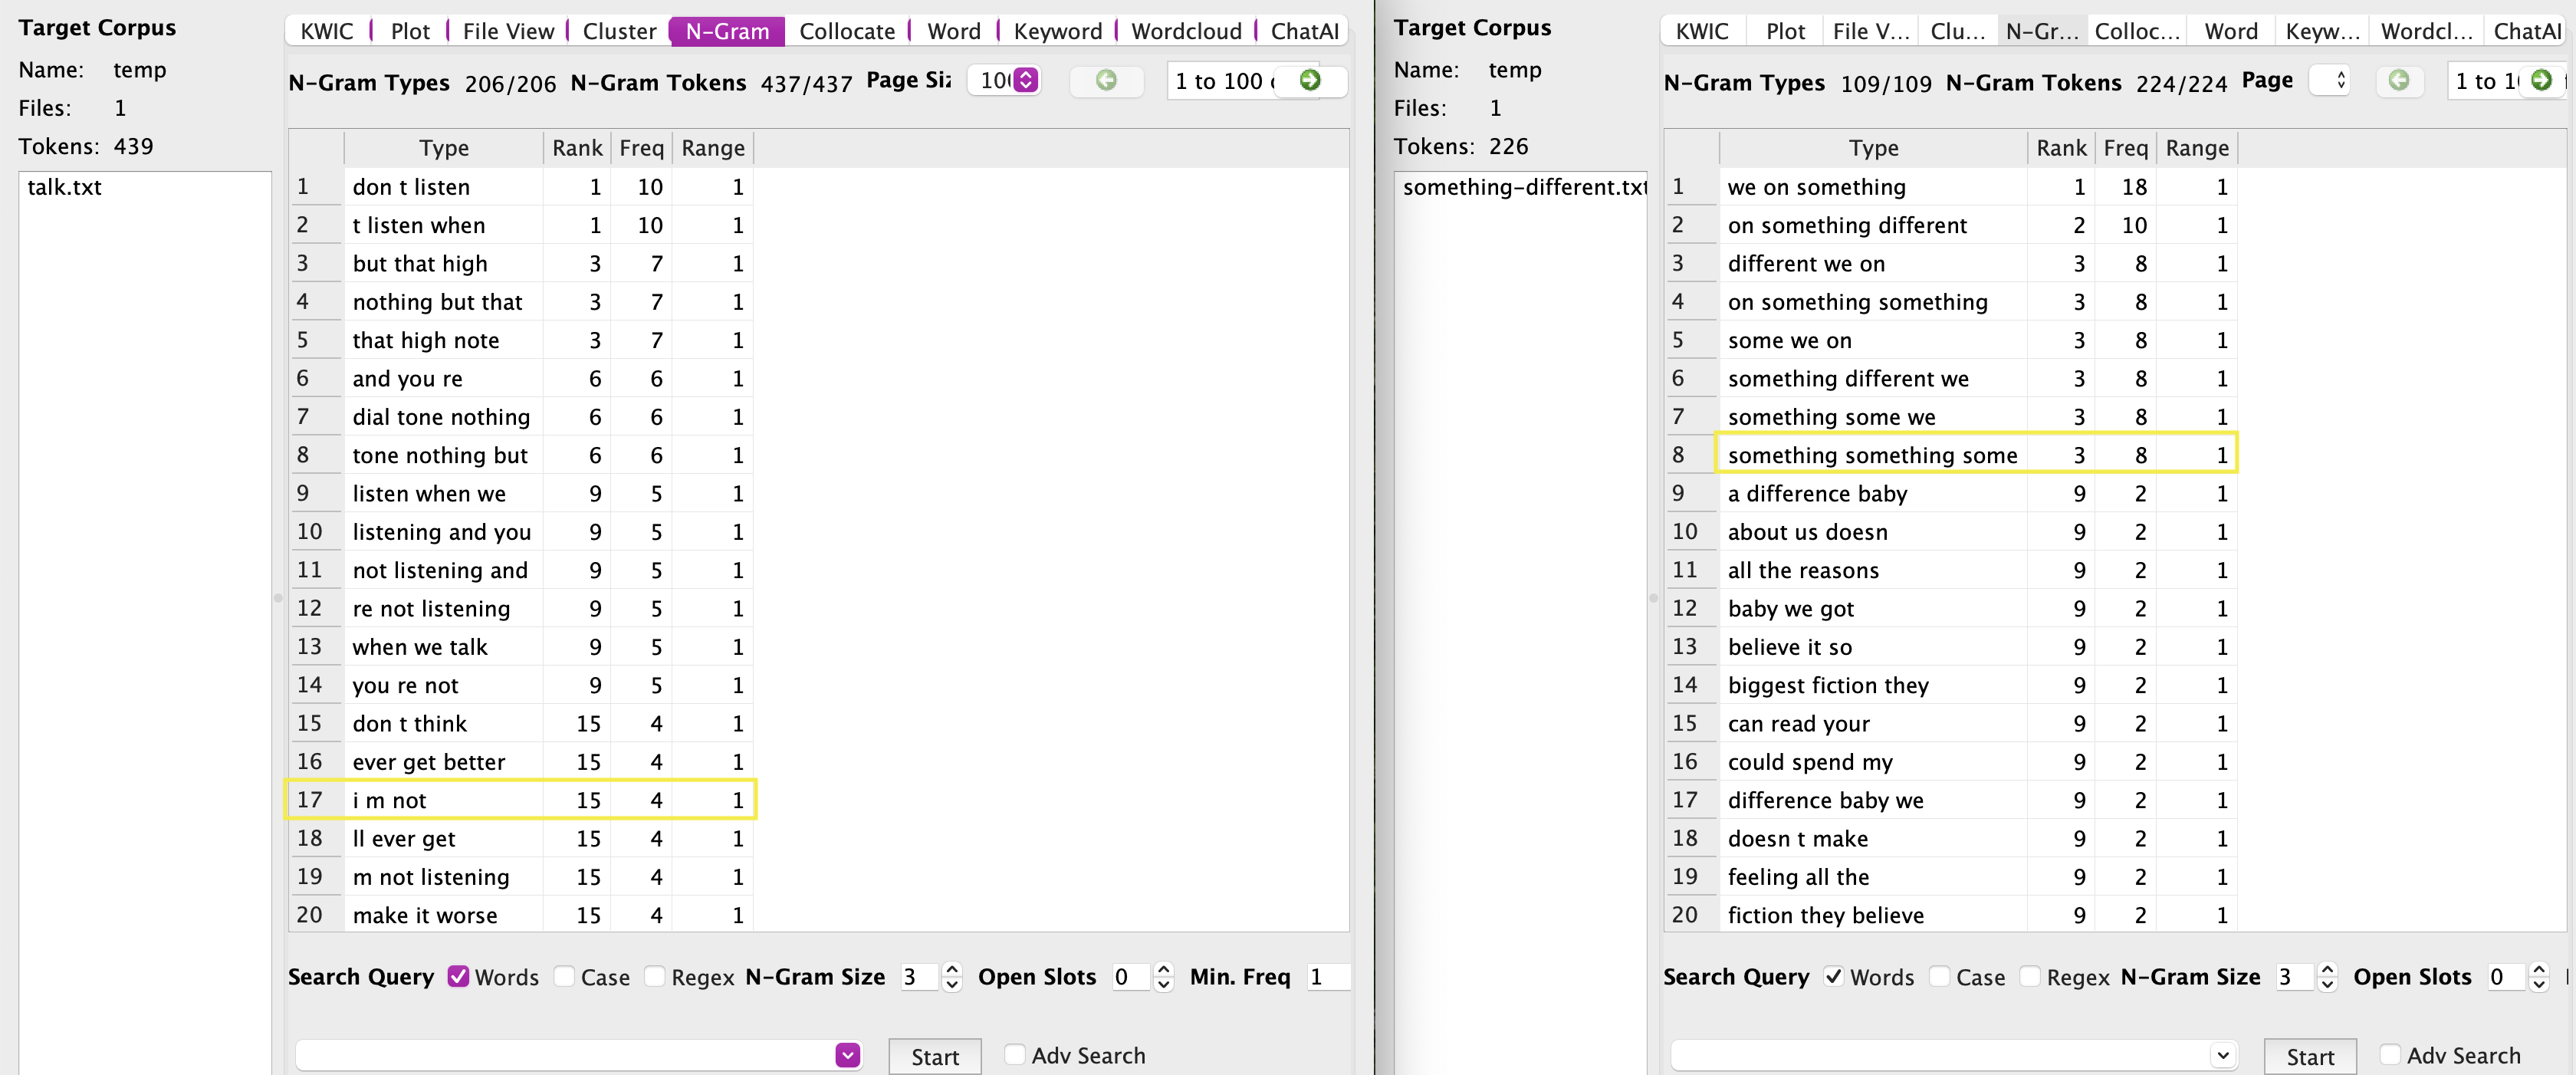 Target Corpus
Name: temp
Files: 1
Tokens: 439
talk.txt
KWIC Plot File View Cluster N-Gram Collocate Word Keyword Wordcloud ChatAI
N-Gram Types 206/206 N-Gram Tokens 437/437 Page Siz 100 1 to 100 o
Type Rank Freq Range
1 don t listen 1 10 1
2 t listen when 1 10 1
3 but that high 3 7 1
4 nothing but that 3 7 1
5 that high note 3 7 1
6 and you re 6 6 1
7 dial tone nothing 6 6 1
8 tone nothing but 6 6 1
9 listen when we 9 5 1
10 listening and you 9 5 1
11 not listening and 9 5 1
12 re not listening 9 5 1
13 when we talk 9 5 1
14 you re not 9 5 1
15 don t think 15 4 1
16 ever get better 15 4 1
17 i m not 15 4 1
18 ll ever get 15 4 1
19 m not listening 15 4 1
20 make it worse 15 4 1
Search Query Words Case Regex N-Gram Size 3 Open Slots 0 Min. Freq 1
Start Adv Search
Target Corpus
Name: temp
Files: 1
Tokens: 226
something-different.txt
KWIC Plot File V... Clu... N-Gr... Colloc... Word Keyw... Wordcl... ChatAI
N-Gram Types 109/109 N-Gram Tokens 224/224 Page 1 to 1
Type Rank Freq Range
1 we on something 1 18 1
2 on something different 2 10 1
3 different we on 3 8 1
4 on something something 3 8 1
5 some we on 3 8 1
6 something different we 3 8 1
7 something some we 3 8 1
8 something something some 3 8 1
9 a difference baby 9 2 1
10 about us doesn 9 2 1
11 all the reasons 9 2 1
12 baby we got 9 2 1
13 believe it so 9 2 1
14 biggest fiction they 9 2 1
15 can read your 9 2 1
16 could spend my 9 2 1
17 difference baby we 9 2 1
18 doesn t make 9 2 1
19 feeling all the 9 2 1
20 fiction they believe 9 2 1
Search Query Words Case Regex N-Gram Size 3 Open Slots 0
Start Adv Search